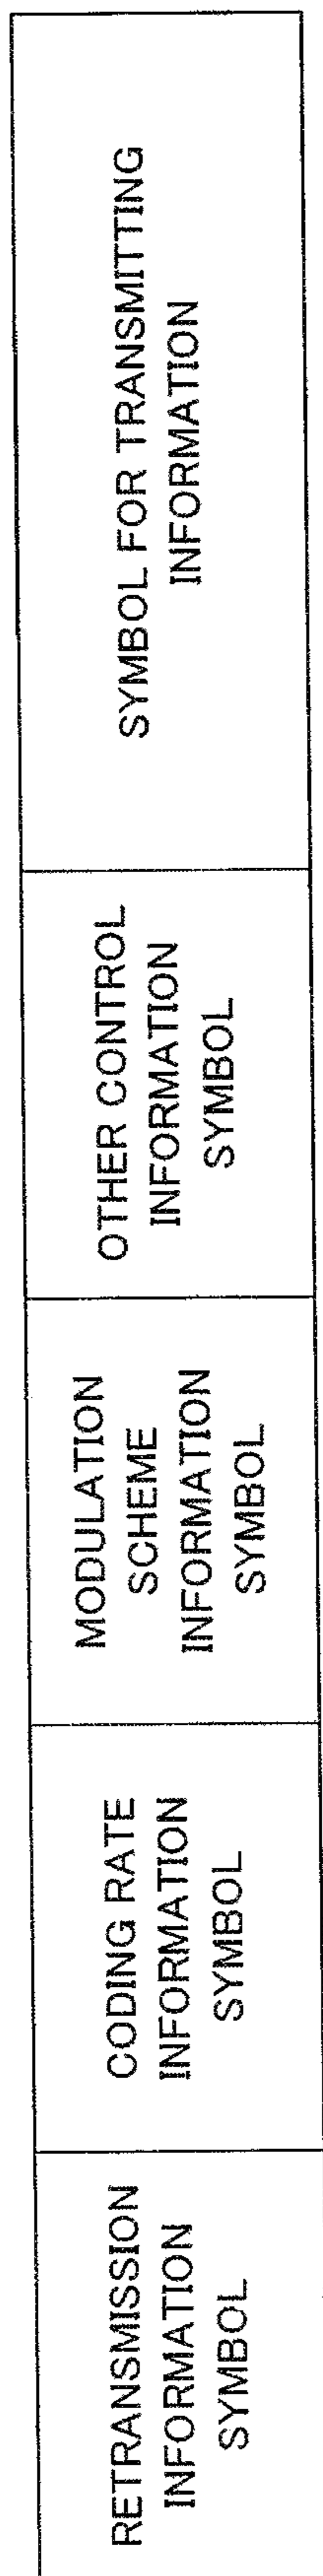 RETRANSMISSION
INFORMATION
SYMBOL
CODING RATE
INFORMATION
SYMBOL
MODULATION
SCHEME
INFORMATION
SYMBOL
OTHER CONTROL
INFORMATION
SYMBOL
SYMBOL FOR TRANSMITTING
INFORMATION